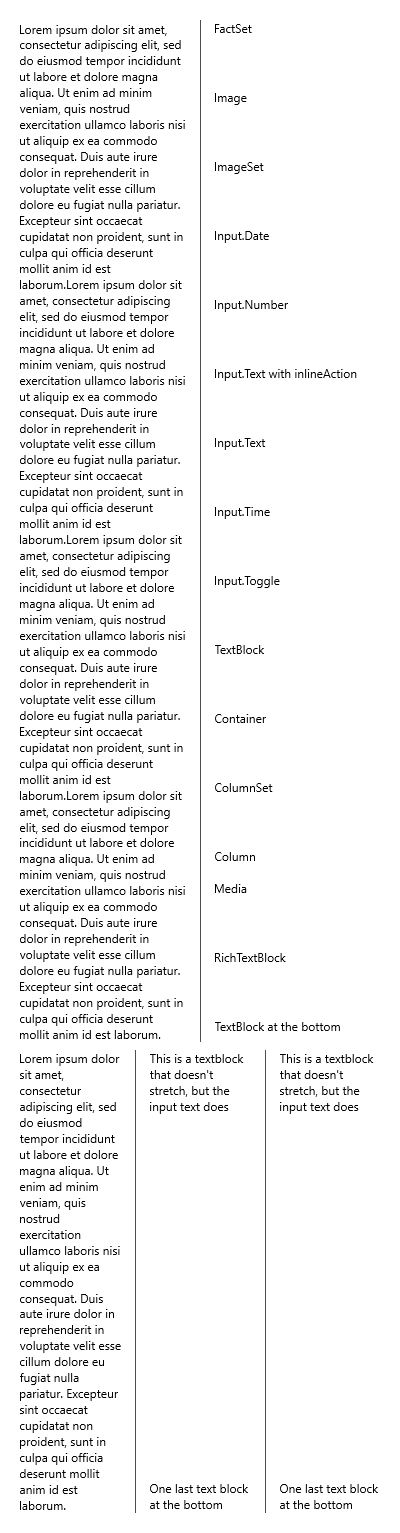 Lorem ipsum dolor sit amet,
consectetur adipiscing elit, sed
do eiusmod tempor incididunt
ut labore et dolore magna
aliqua. Ut enim ad minim
veniam, quis nostrud
exercitation ullamco laboris nisi
ut aliquip ex ea commodo
consequat. Duis aute irure
dolor in reprehenderit in
voluptate velit esse cillum
dolore eu fugiat nulla pariatur.
Excepteur sint occaecat
cupidatat non proident, sunt in
culpa qui officia deserunt
mollit anim id est
laborum.Lorem ipsum dolor sit
amet, consectetur adipiscing
elit, sed do eiusmod tempor
incididunt ut labore et dolore
magna aliqua. Ut enim ad
minim veniam, quis nostrud
exercitation ullamco laboris nisi
ut aliquip ex ea commodo
consequat. Duis aute irure
dolor in reprehenderit in
voluptate velit esse cillum
dolore eu fugiat nulla pariatur.
Excepteur sint occaecat
cupidatat non proident, sunt in
culpa qui officia deserunt
mollit anim id est
laborum.Lorem ipsum dolor sit
amet, consectetur adipiscing
elit, sed do eiusmod tempor
incididunt ut labore et dolore
magna aliqua. Ut enim ad
minim veniam, quis nostrud
exercitation ullamco laboris nisi
ut aliquip ex ea commodo
consequat. Duis aute irure
dolor in reprehenderit in
voluptate velit esse cillum
dolore eu fugiat nulla pariatur.
Excepteur sint occaecat
cupidatat non proident, sunt in
culpa qui officia deserunt
mollit anim id est
laborum.Lorem ipsum dolor sit
amet, consectetur adipiscing
elit, sed do eiusmod tempor
incididunt ut labore et dolore
magna aliqua. Ut enim ad
minim veniam, quis nostrud
exercitation ullamco laboris nisi
ut aliquip ex ea commodo
consequat. Duis aute irure
dolor in reprehenderit in
voluptate velit esse cillum
dolore eu fugiat nulla pariatur.
Excepteur sint occaecat
cupidatat non proident, sunt in
culpa qui officia deserunt
mollit anim id est laborum.
FactSet
Image
ImageSet
Input.Date
Input.Number
Input.Text with inlineAction
Input.Text
Input.Time
Input.Toggle
TextBlock
Container
ColumnSet
Column
Media
RichTextBlock
TextBlock at the bottom
Lorem ipsum dolor
sit amet,
consectetur
adipiscing elit, sed
do eiusmod
tempor incididunt
ut labore et dolore
magna aliqua. Ut
enim ad minim
veniam, quis
nostrud
exercitation
ullamco laboris nisi
ut aliquip ex ea
commodo
consequat. Duis
aute irure dolor in
reprehenderit in
voluptate velit esse
cillum dolore eu
fugiat nulla
pariatur. Excepteur
sint occaecat
cupidatat non
proident, sunt in
culpa qui officia
deserunt mollit
anim id est
laborum.
This is a textblock
that doesn't
stretch, but the
input text does
One last text block
at the bottom
This is a textblock
that doesn't
stretch, but the
input text does
One last text block
at the bottom